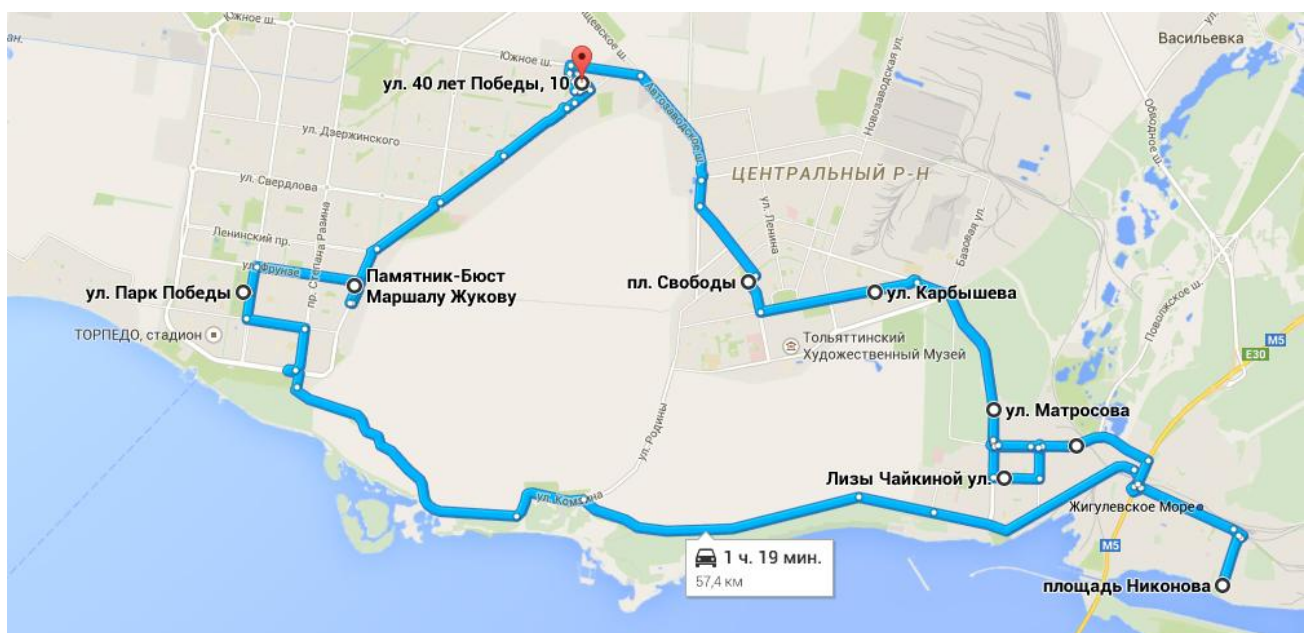 Васильевка
Южное ш.
Южное ш.
ул. 40 лет Победы, 10
Обводное ш.
Новозаводская ул.
Автозаводское ш.
ул. Дзержинского
ЦЕНТРАЛЬНЫЙ Р-Н
ул. Свердлова
ул. Ленина
пр. Степана Разина
Базовая ул.
Ленинский пр.
ул. Фрунзе
Памятник-Бюст
Маршалу Жукову
ул. Парк Победы
пл. Свободы
ул. Карбышева
Поволжское ш.
ТОРПЕДО, стадион
Тольяттинский
Художественный Музей
M5
E30
ул. Родины
ул. Матросова
Лизы Чайкиной ул.
ул. Комзина
Жигулевское Море
1 ч. 19 мин.
57,4 км
M5
площадь Никонова